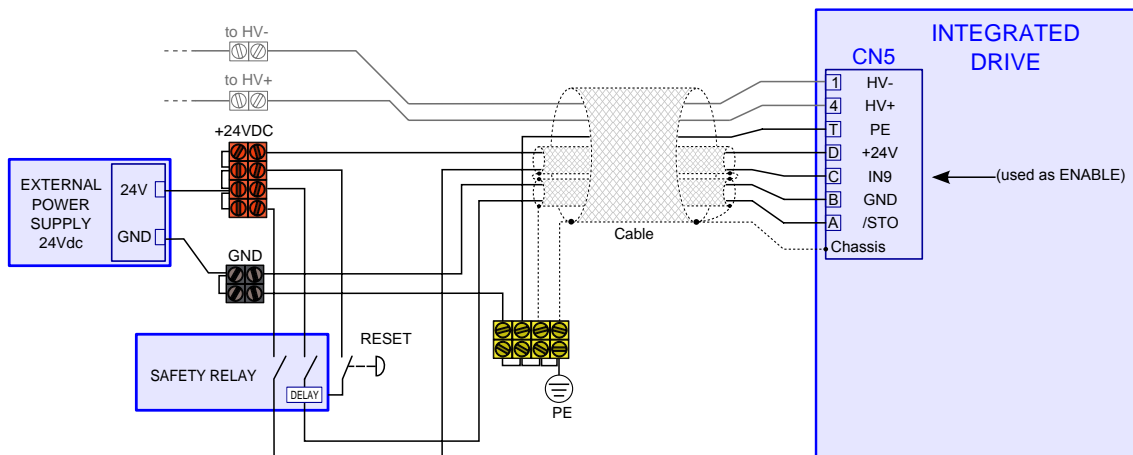 to HV-
to HV+
+24VDC
EXTERNAL
POWER
SUPPLY
24Vdc
24V
GND
GND
SAFETY RELAY
DELAY
RESET
PE
Cable
INTEGRATED
DRIVE
CN5
1 HV-
4 HV+
T PE
D +24V
C IN9
B GND
A /STO
Chassis
(used as ENABLE)